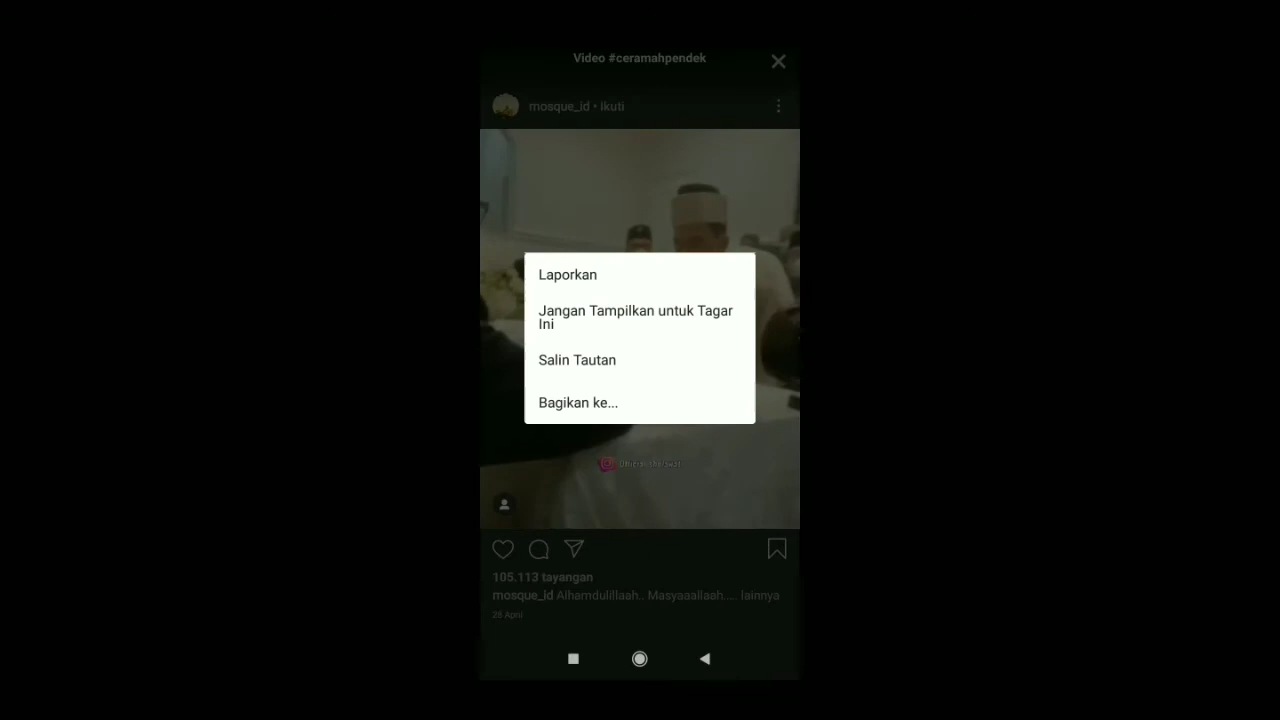 Video #ceramahpendek
mosque_id • Ikuti
Laporkan
Jangan Tampilkan untuk Tagar
Ini
Salin Tautan
Bagikan ke...
105.113 tayangan
mosque_id Alhamdulillaah.. Masyaaallaah.... lainnya
28 April